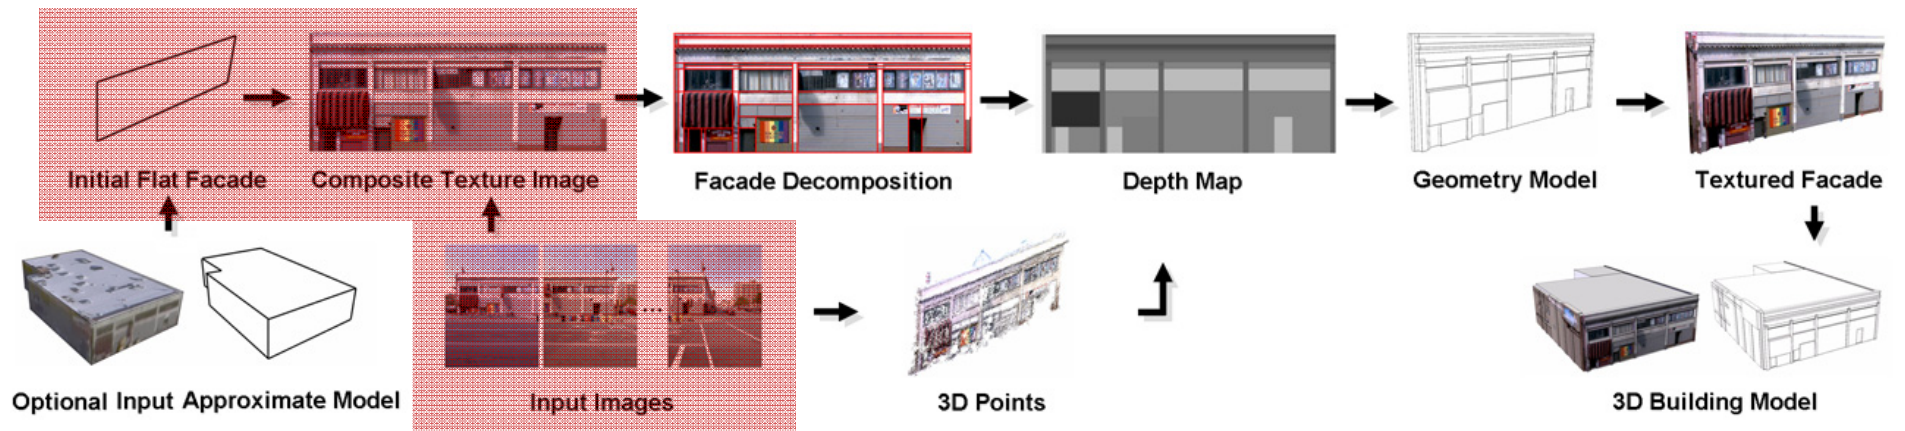 Initial Flat Facade
Composite Texture Image
Facade Decomposition
Depth Map
Geometry Model
Textured Facade
Optional Input Approximate Model
Input Images
...
3D Points
3D Building Model